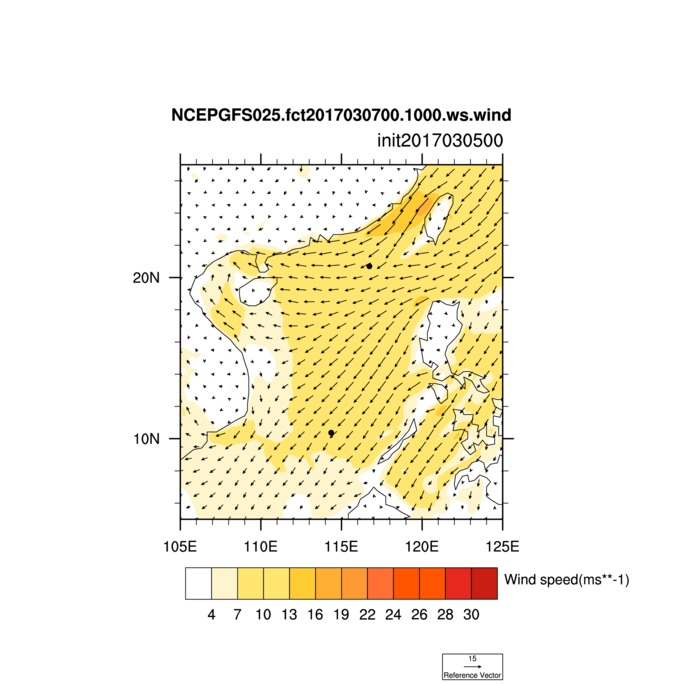 NCEPGFS025.fct2017030700.1000.ws.wind
init2017030500
20N
10N
105E 110E 115E 120E 125E
Wind speed(ms**-1)
4 7 10 13 16 19 22 24 26 28 30
15
Reference Vector